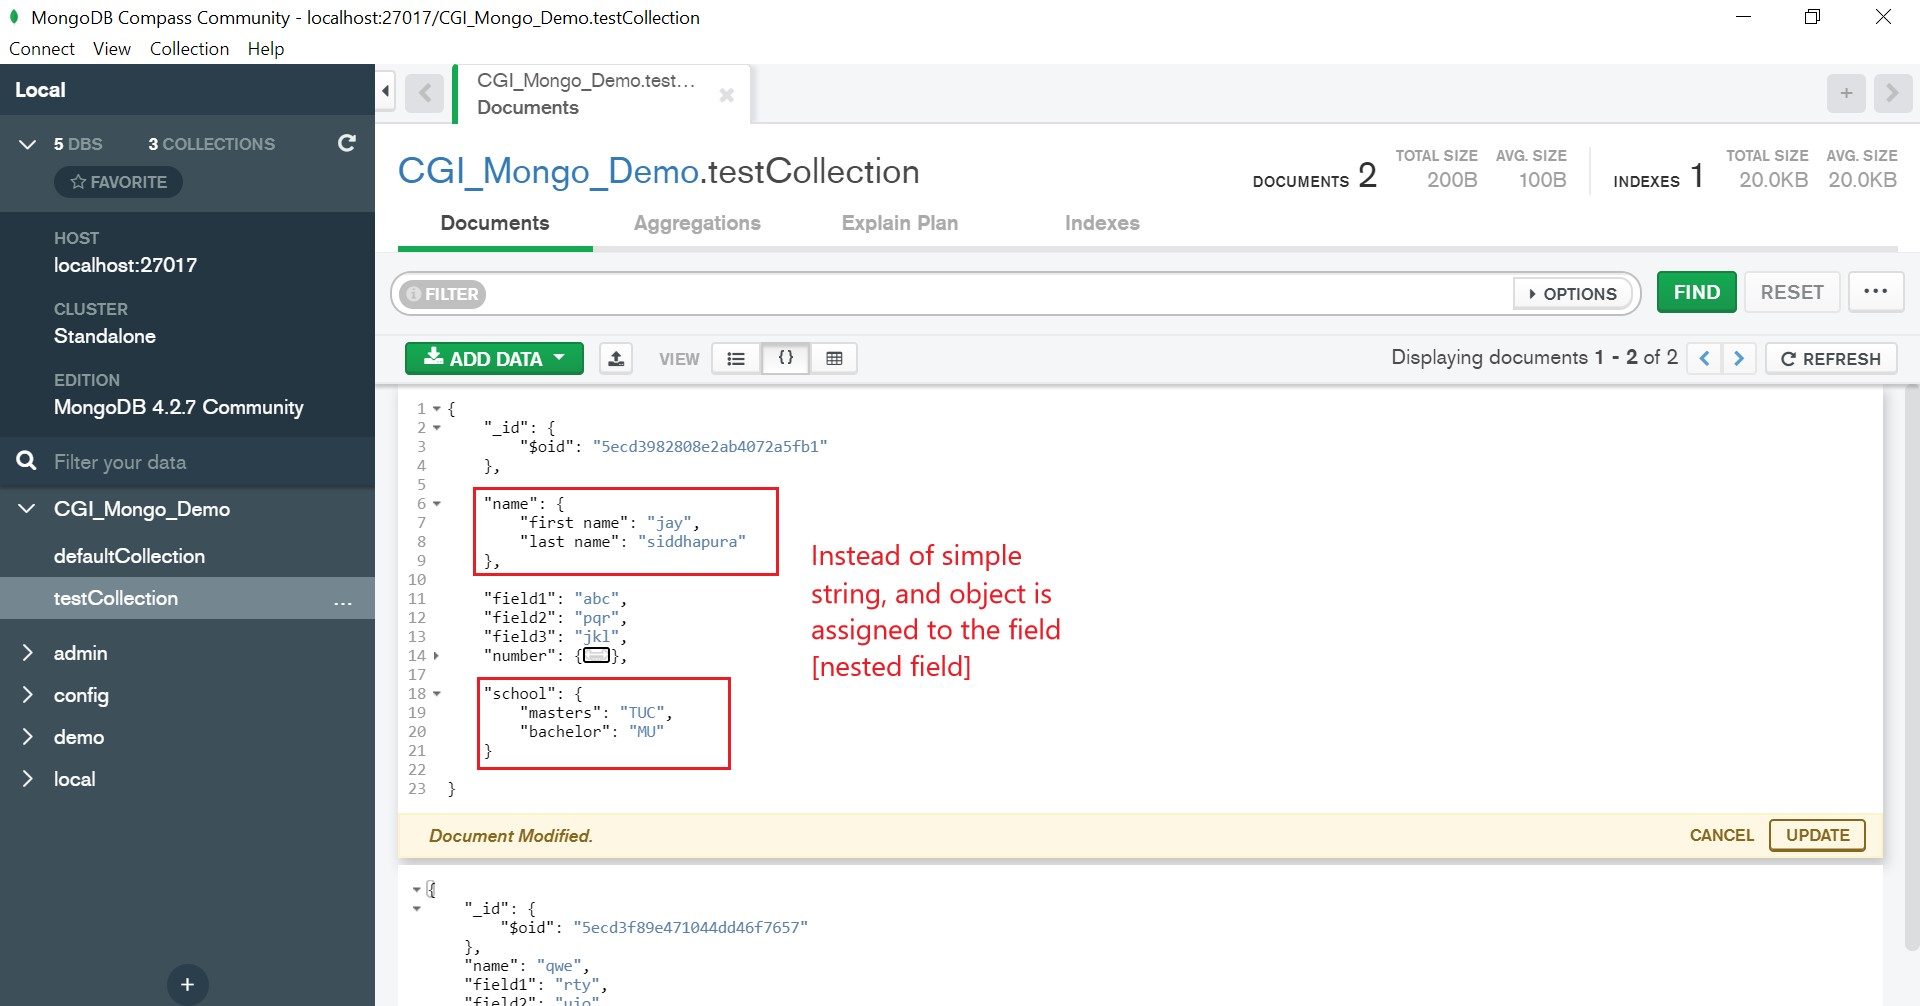 MongoDB Compass Community - localhost:27017/CGI_Mongo_Demo.testCollection
Connect View Collection Help
Local
5 DBS 3 COLLECTIONS
FAVORITE
HOST
localhost:27017
CLUSTER
Standalone
EDITION
MongoDB 4.2.7 Community
Filter your data
CGI_Mongo_Demo
defaultCollection
testCollection ...
admin
config
demo
local
+
CGI_Mongo_Demo.test...
Documents
CGI_Mongo_Demo.testCollection
DOCUMENTS 2 TOTAL SIZE 200B AVG. SIZE 100B INDEXES 1 TOTAL SIZE 20.0KB AVG. SIZE 20.0KB
Documents Aggregations Explain Plan Indexes
FILTER OPTIONS FIND RESET ...
ADD DATA VIEW {} Displaying documents 1 - 2 of 2 REFRESH
1 {
2 "_id": {
3 "$oid": "5ecd3982808e2ab4072a5fb1"
4 },
5
6 "name": {
7 "first name": "jay",
8 "last name": "siddhapura"
9 },
10
11 "field1": "abc",
12 "field2": "pqr",
13 "field3": "jkl",
14 "number": {},
17
18 "school": {
19 "masters": "TUC",
20 "bachelor": "MU"
21 }
22
23 }
Instead of simple
string, and object is
assigned to the field
[nested field]
Document Modified. CANCEL UPDATE
{
"_id": {
"$oid": "5ecd3f89e471044dd46f7657"
},
"name": "qwe",
"field1": "rty",
"field2": "uio"